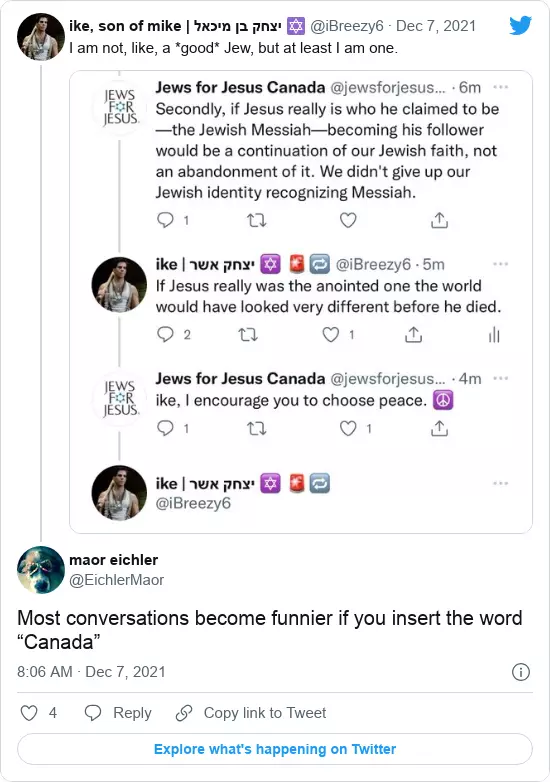 ike, son of mike | יצחק בן מיכאל ✡ @iBreezy6 · Dec 7, 2021
I am not, like, a *good* Jew, but at least I am one.
JEWS
FOR
JESUS.
Jews for Jesus Canada @jewsforjesus... · 6m
Secondly, if Jesus really is who he claimed to be
—the Jewish Messiah—becoming his follower
would be a continuation of our Jewish faith, not
an abandonment of it. We didn't give up our
Jewish identity recognizing Messiah.
1
ike | יצחק אשר ✡ 🚨 🔁 @iBreezy6 · 5m
If Jesus really was the anointed one the world
would have looked very different before he died.
2 1
JEWS
FOR
JESUS.
Jews for Jesus Canada @jewsforjesus... · 4m
ike, I encourage you to choose peace. ☮
1 1
ike | יצחק אשר ✡ 🚨 🔁
@iBreezy6
maor eichler
@EichlerMaor
Most conversations become funnier if you insert the word
“Canada”
8:06 AM · Dec 7, 2021
4 Reply Copy link to Tweet
Explore what's happening on Twitter